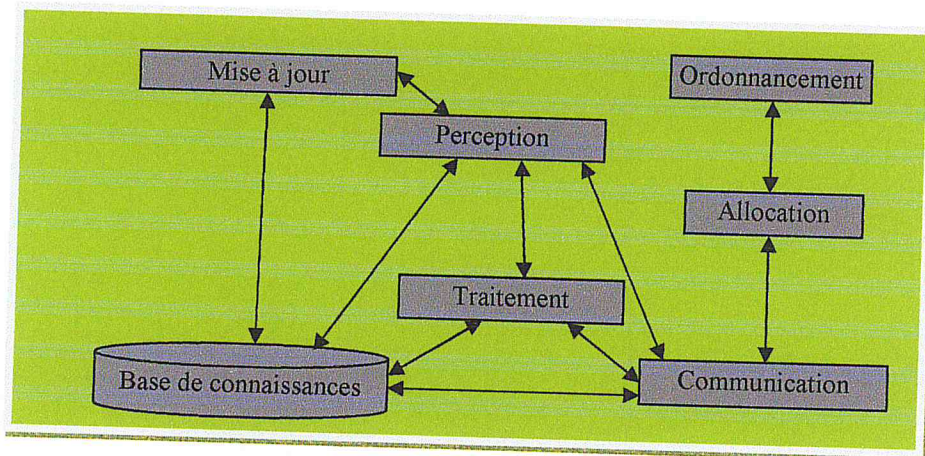 Mise à jour
Ordonnancement
Perception
Allocation
Traitement
Base de connaissances
Communication